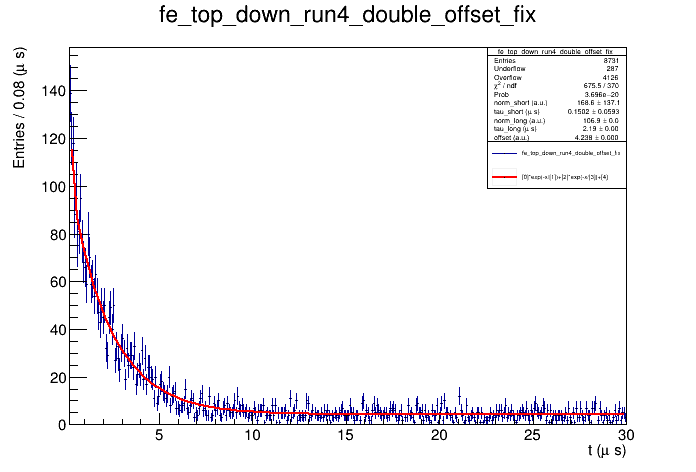 fe_top_down_run4_double_offset_fix
Entries / 0.08 (μ s)
fe_top_down_run4_double_offset_fix
Entries 8731
Underflow 287
Overflow 4126
χ² / ndf 675.5 / 370
Prob 3.696e−20
norm_short (a.u.) 168.6 ± 137.1
tau_short (μ s) 0.1502 ± 0.0593
norm_long (a.u.) 106.9 ± 0.0
tau_long (μ s) 2.19 ± 0.00
offset (a.u.) 4.238 ± 0.000
fe_top_down_run4_double_offset_fix
[0]*exp(-x/[1])+[2]*exp(-x/[3])+[4]
140
120
100
80
60
40
20
0
5 10 15 20 25 30
t (μ s)